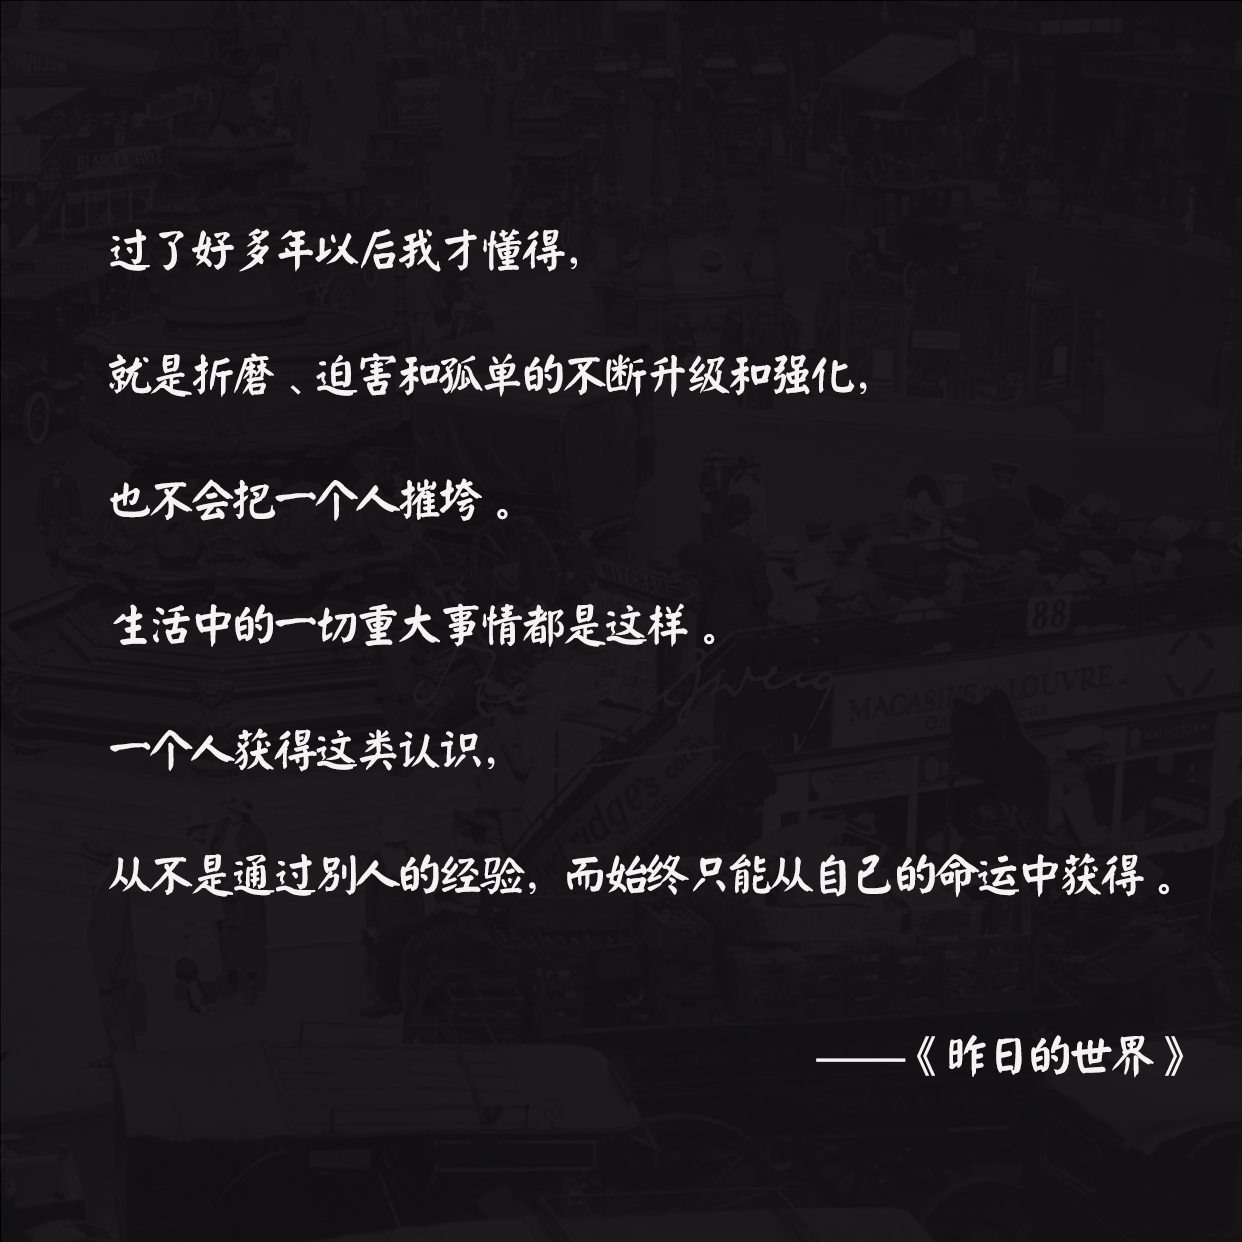 过了好多年以后我才懂得，
就是折磨、迫害和孤单的不断升级和强化，
也不会把一个人摧垮。
生活中的一切重大事情都是这样。
一个人获得这类认识，
从不是通过别人的经验，而始终只能从自己的命运中获得。
——《昨日的世界》
88
MAGASINS LOUVRE